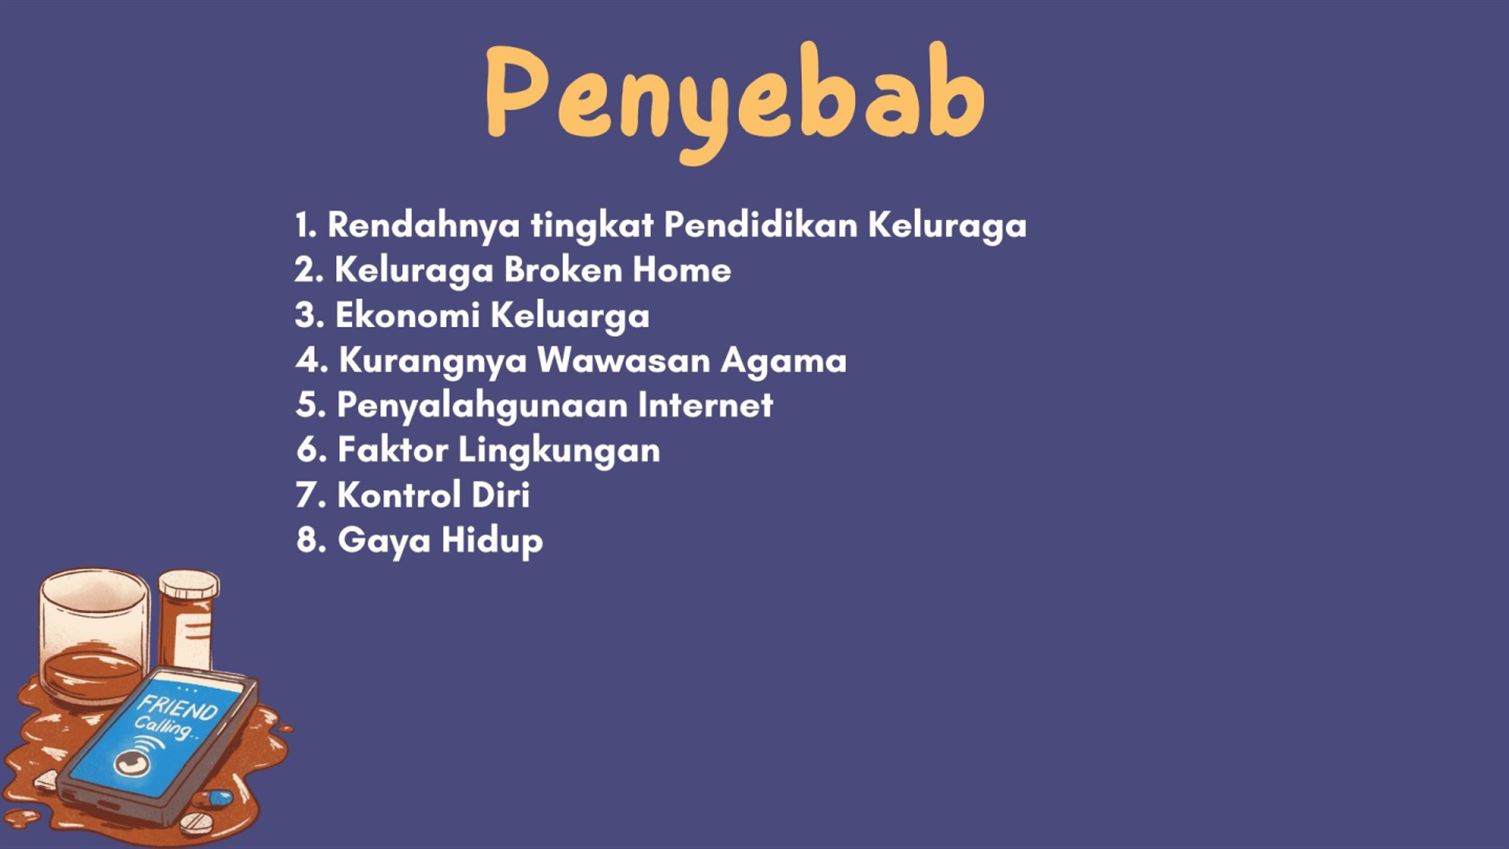 Penyebab
1. Rendahnya tingkat Pendidikan Keluraga
2. Keluraga Broken Home
3. Ekonomi Keluarga
4. Kurangnya Wawasan Agama
5. Penyalahgunaan Internet
6. Faktor Lingkungan
7. Kontrol Diri
8. Gaya Hidup
FRIEND
Calling..